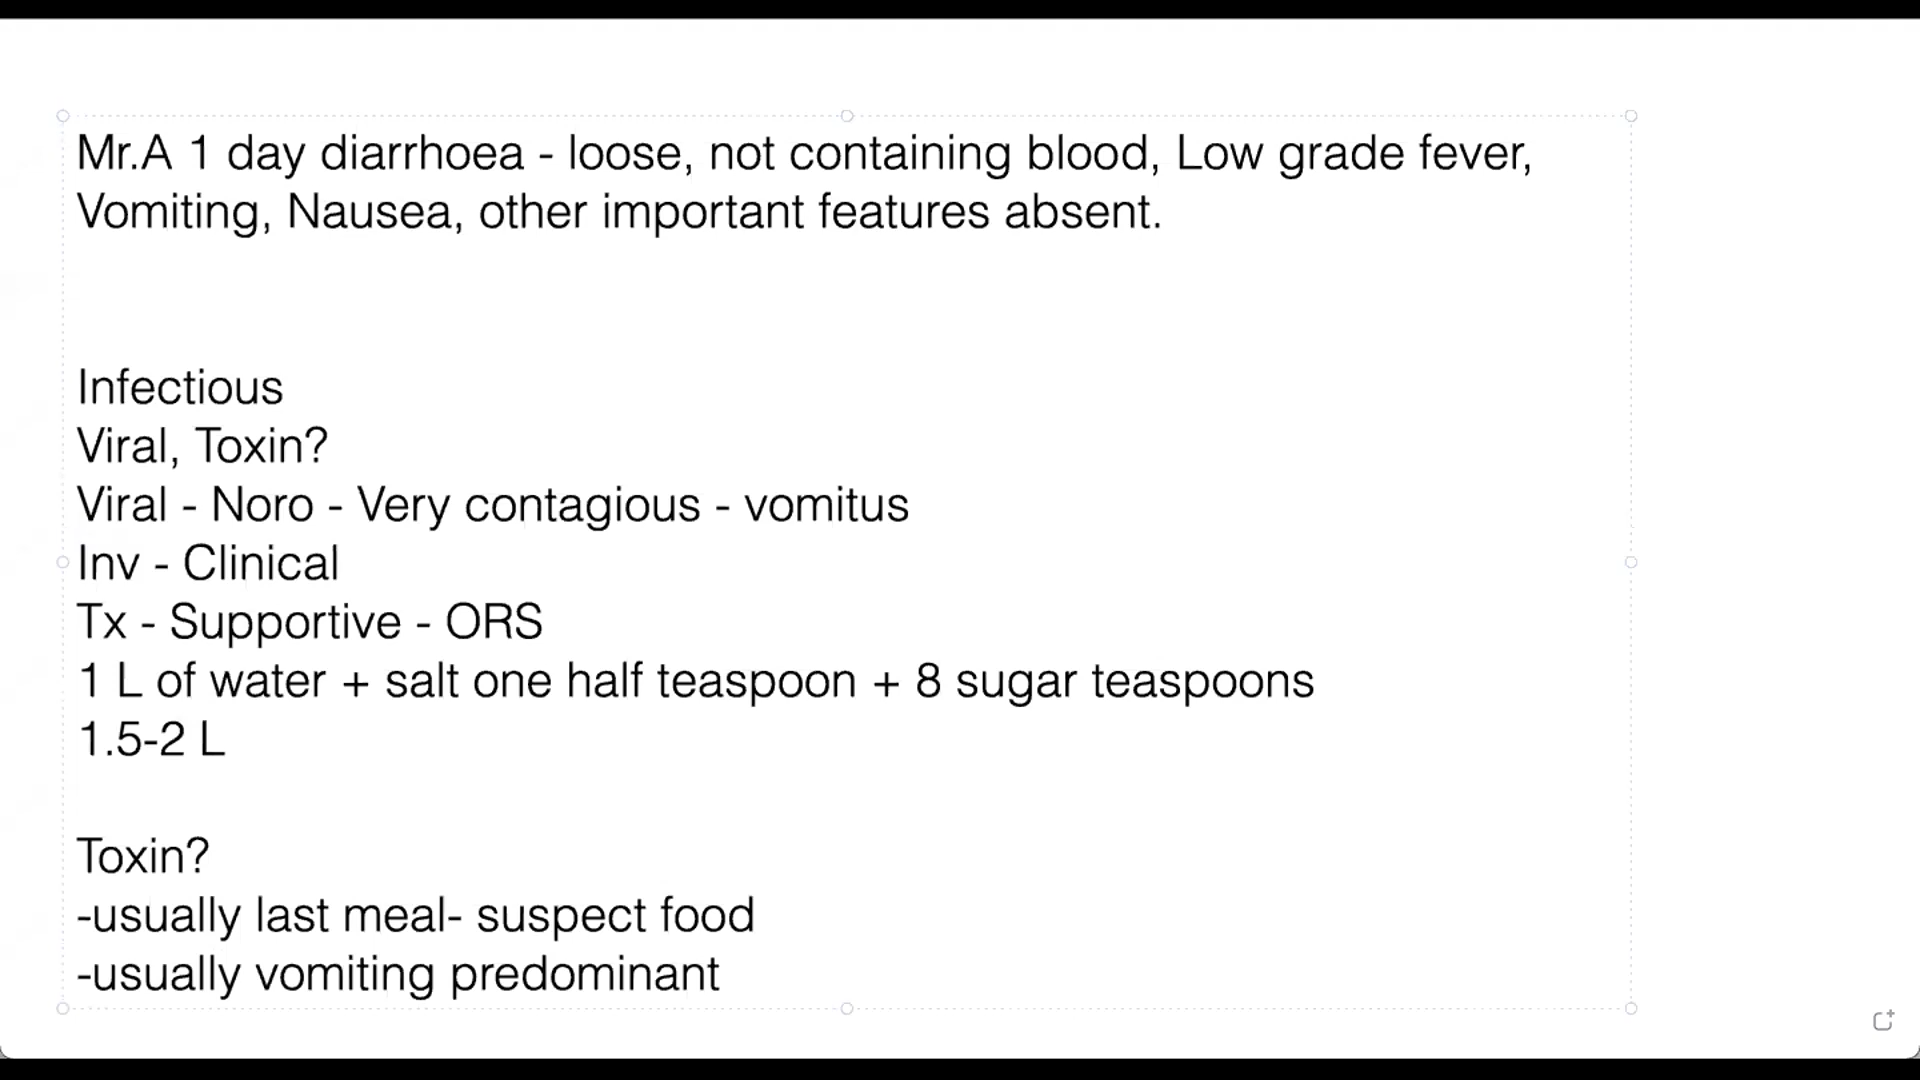 Mr.A 1 day diarrhoea - loose, not containing blood, Low grade fever,
Vomiting, Nausea, other important features absent.
Infectious
Viral, Toxin?
Viral - Noro - Very contagious - vomitus
Inv - Clinical
Tx - Supportive - ORS
1 L of water + salt one half teaspoon + 8 sugar teaspoons
1.5-2 L
Toxin?
-usually last meal- suspect food
-usually vomiting predominant